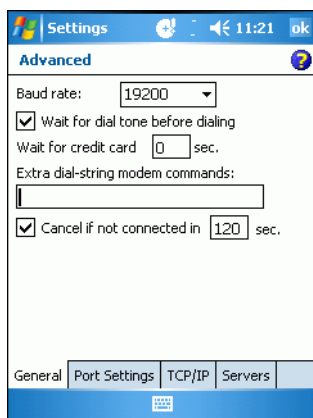 Settings 11:21 ok
Advanced
Baud rate: 19200
Wait for dial tone before dialing
Wait for credit card 0 sec.
Extra dial-string modem commands:
Cancel if not connected in 120 sec.
General Port Settings TCP/IP Servers